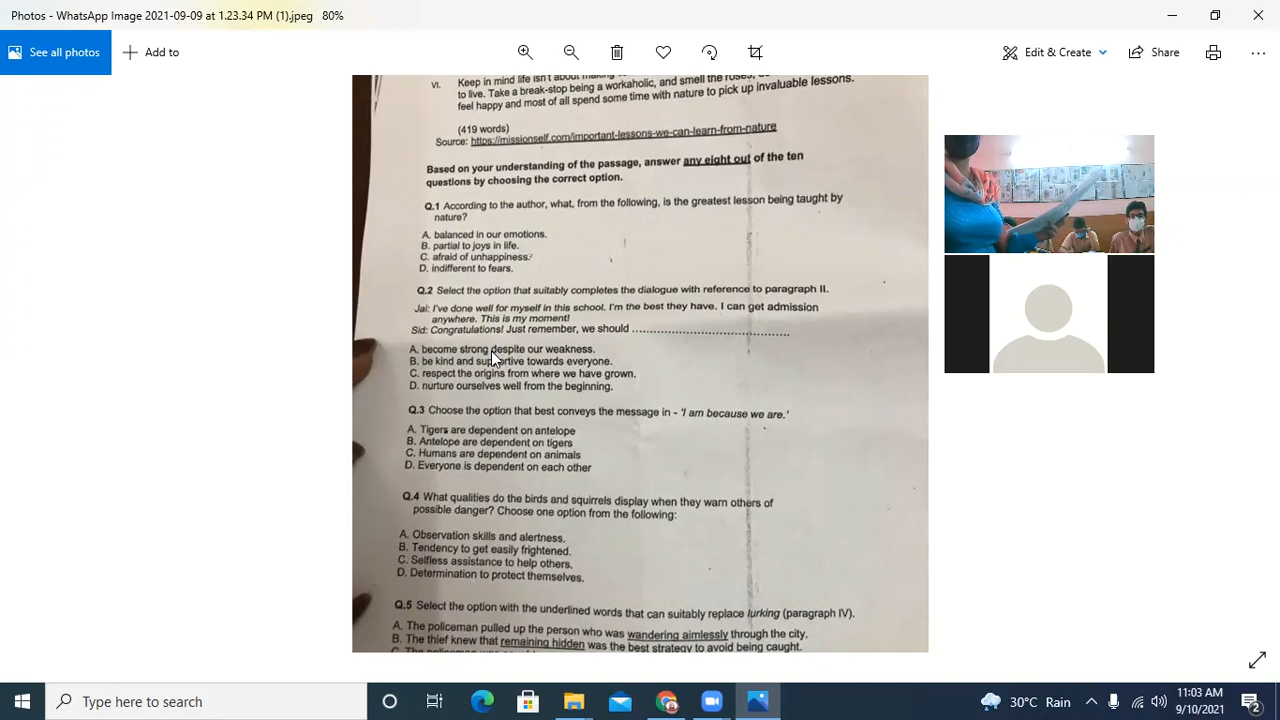 Photos - WhatsApp Image 2021-09-09 at 1.23.34 PM (1).jpeg 80%
See all photos
Add to
Edit & Create
Share
VI. Keep in mind life isn't about making
to live. Take a break-stop being a workaholic, and smell the roses,
feel happy and most of all spend some time with nature to pick up invaluable lessons.
(419 words)
Source: https://missionself.com/important-lessons-we-can-learn-from-nature
Based on your understanding of the passage, answer any eight out of the ten
questions by choosing the correct option.
Q.1 According to the author, what, from the following, is the greatest lesson being taught by
nature?
A. balanced in our emotions.
B. partial to joys in life.
C. afraid of unhappiness.
D. indifferent to fears.
Q.2 Select the option that suitably completes the dialogue with reference to paragraph II.
Jai: I've done well for myself in this school. I'm the best they have. I can get admission
anywhere. This is my moment!
Sid: Congratulations! Just remember, we should ........................................
A. become strong despite our weakness.
B. be kind and supportive towards everyone.
C. respect the origins from where we have grown.
D. nurture ourselves well from the beginning.
Q.3 Choose the option that best conveys the message in - 'I am because we are.'
A. Tigers are dependent on antelope
B. Antelope are dependent on tigers
C. Humans are dependent on animals
D. Everyone is dependent on each other
Q.4 What qualities do the birds and squirrels display when they warn others of
possible danger? Choose one option from the following:
A. Observation skills and alertness.
B. Tendency to get easily frightened.
C. Selfless assistance to help others.
D. Determination to protect themselves.
Q.5 Select the option with the underlined words that can suitably replace lurking (paragraph IV).
A. The policeman pulled up the person who was wandering aimlessly through the city.
B. The thief knew that remaining hidden was the best strategy to avoid being caught.
C. The policeman
Type here to search
30°C Rain
11:03 AM
9/10/2021
2